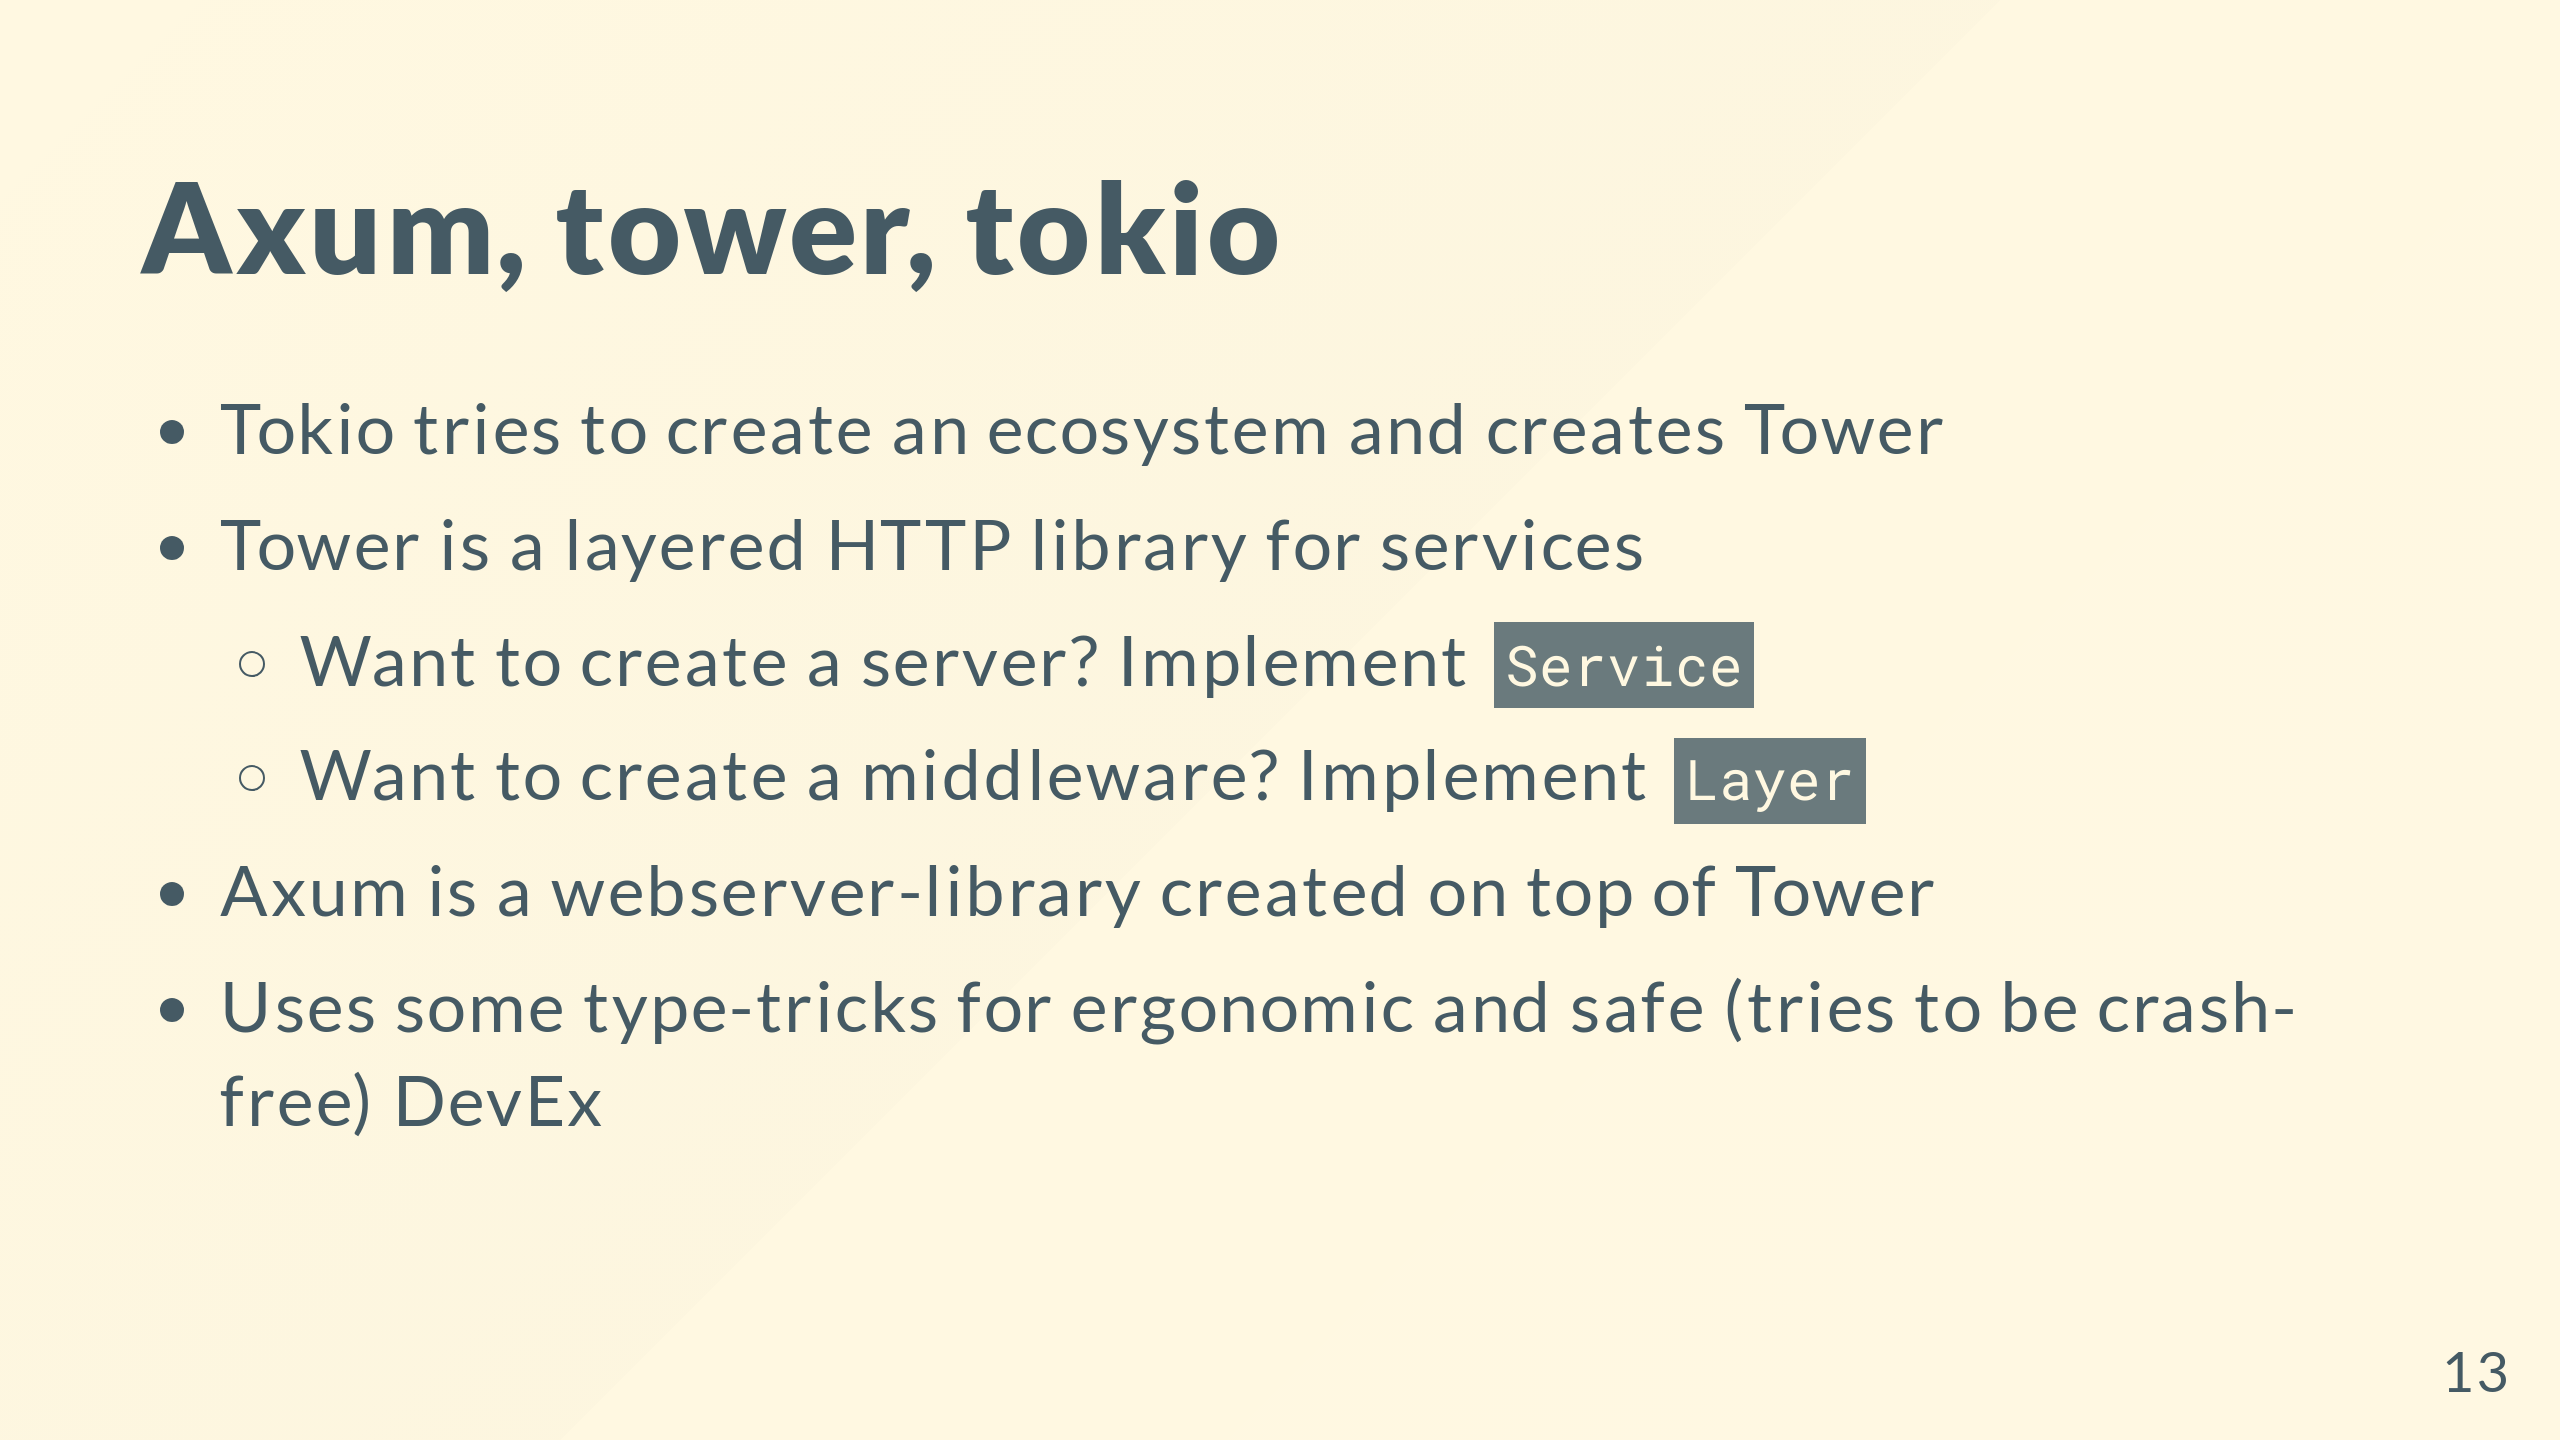 Axum, tower, tokio
Tokio tries to create an ecosystem and creates Tower
Tower is a layered HTTP library for services
Want to create a server? Implement Service
Want to create a middleware? Implement Layer
Axum is a webserver-library created on top of Tower
Uses some type-tricks for ergonomic and safe (tries to be crash-
free) DevEx
13